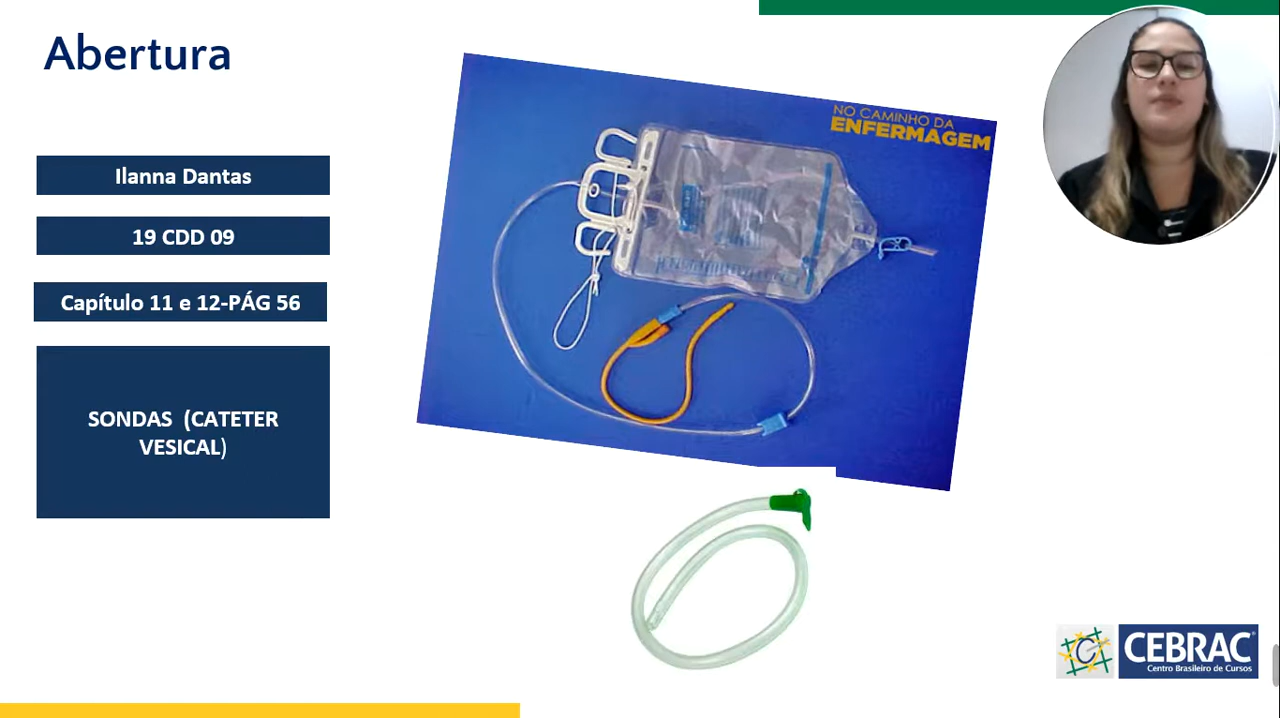 Abertura
Ilanna Dantas
19 CDD 09
Capítulo 11 e 12-PÁG 56
SONDAS (CATETER
VESICAL)
NO CAMINHO DA
ENFERMAGEM
CEBRAC
Centro Brasileiro de Cursos